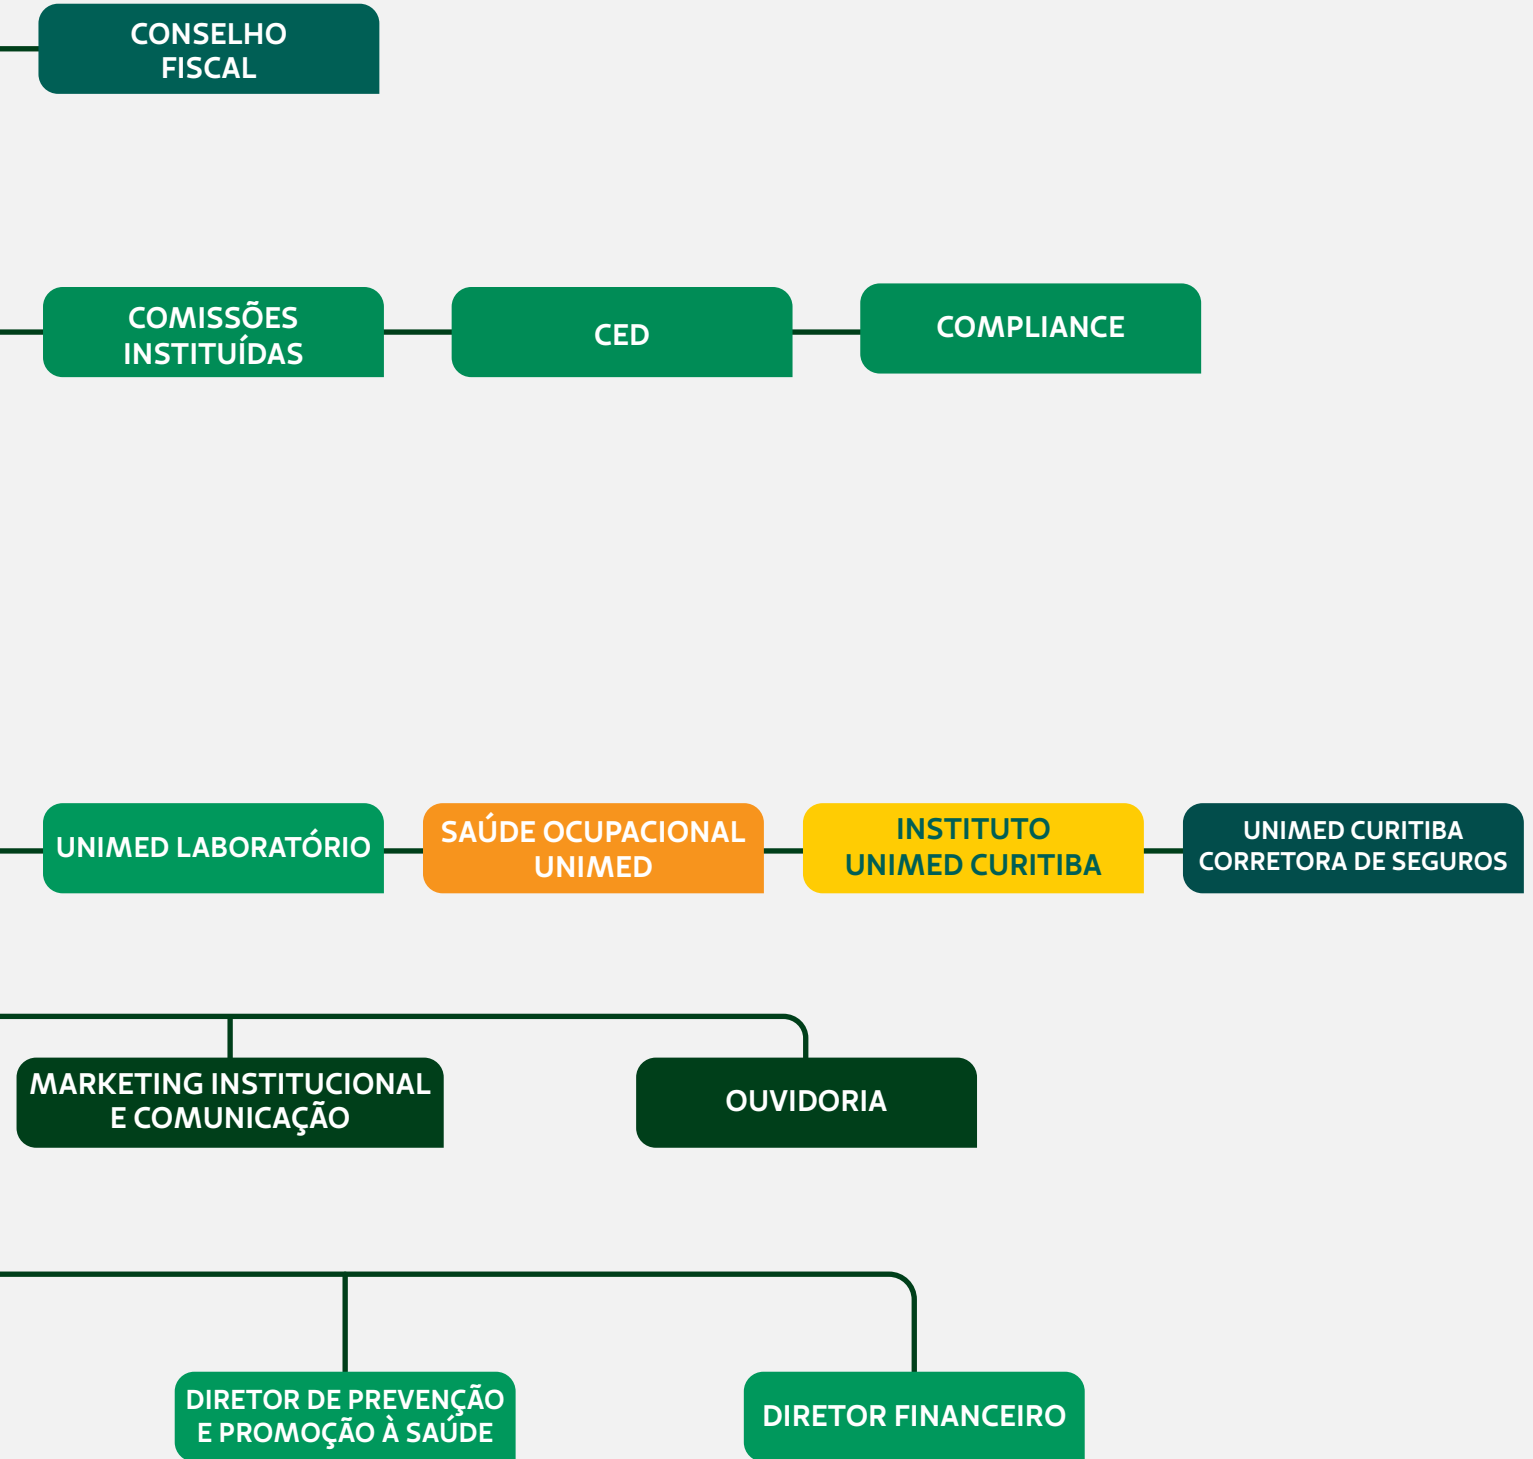 CONSELHO
FISCAL
COMISSÕES
INSTITUÍDAS
CED
COMPLIANCE
UNIMED LABORATÓRIO
SAÚDE OCUPACIONAL
UNIMED
INSTITUTO
UNIMED CURITIBA
UNIMED CURITIBA
CORRETORA DE SEGUROS
MARKETING INSTITUCIONAL
E COMUNICAÇÃO
OUVIDORIA
DIRETOR DE PREVENÇÃO
E PROMOÇÃO À SAÚDE
DIRETOR FINANCEIRO